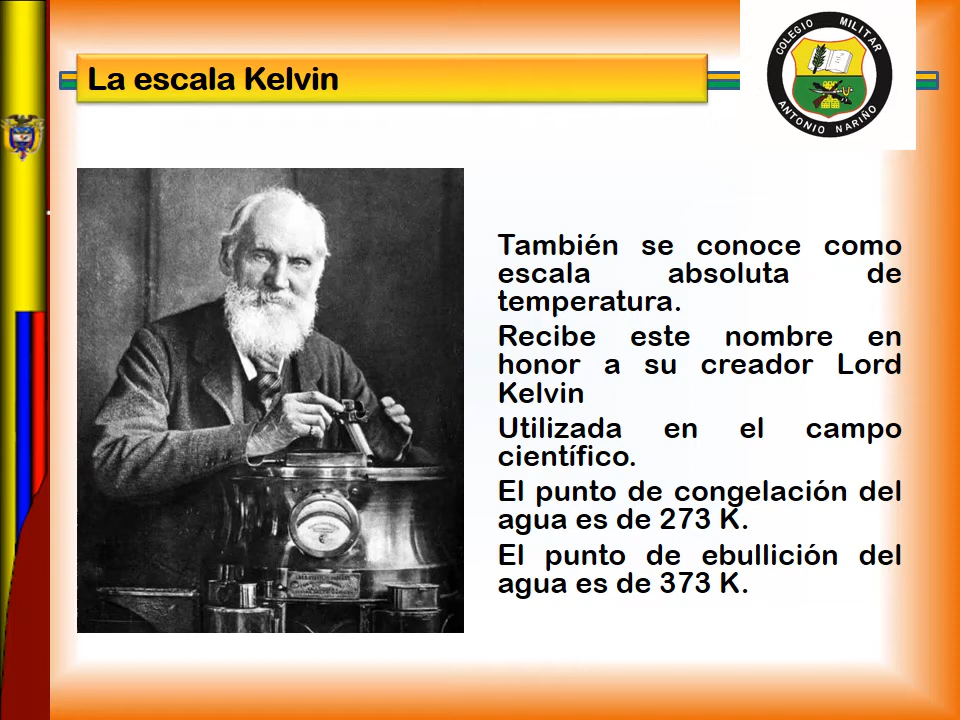 La escala Kelvin
COLEGIO MILITAR
ANTONIO NARIÑO
También se conoce como
escala absoluta de
temperatura.
Recibe este nombre en
honor a su creador Lord
Kelvin
Utilizada en el campo
científico.
El punto de congelación del
agua es de 273 K.
El punto de ebullición del
agua es de 373 K.